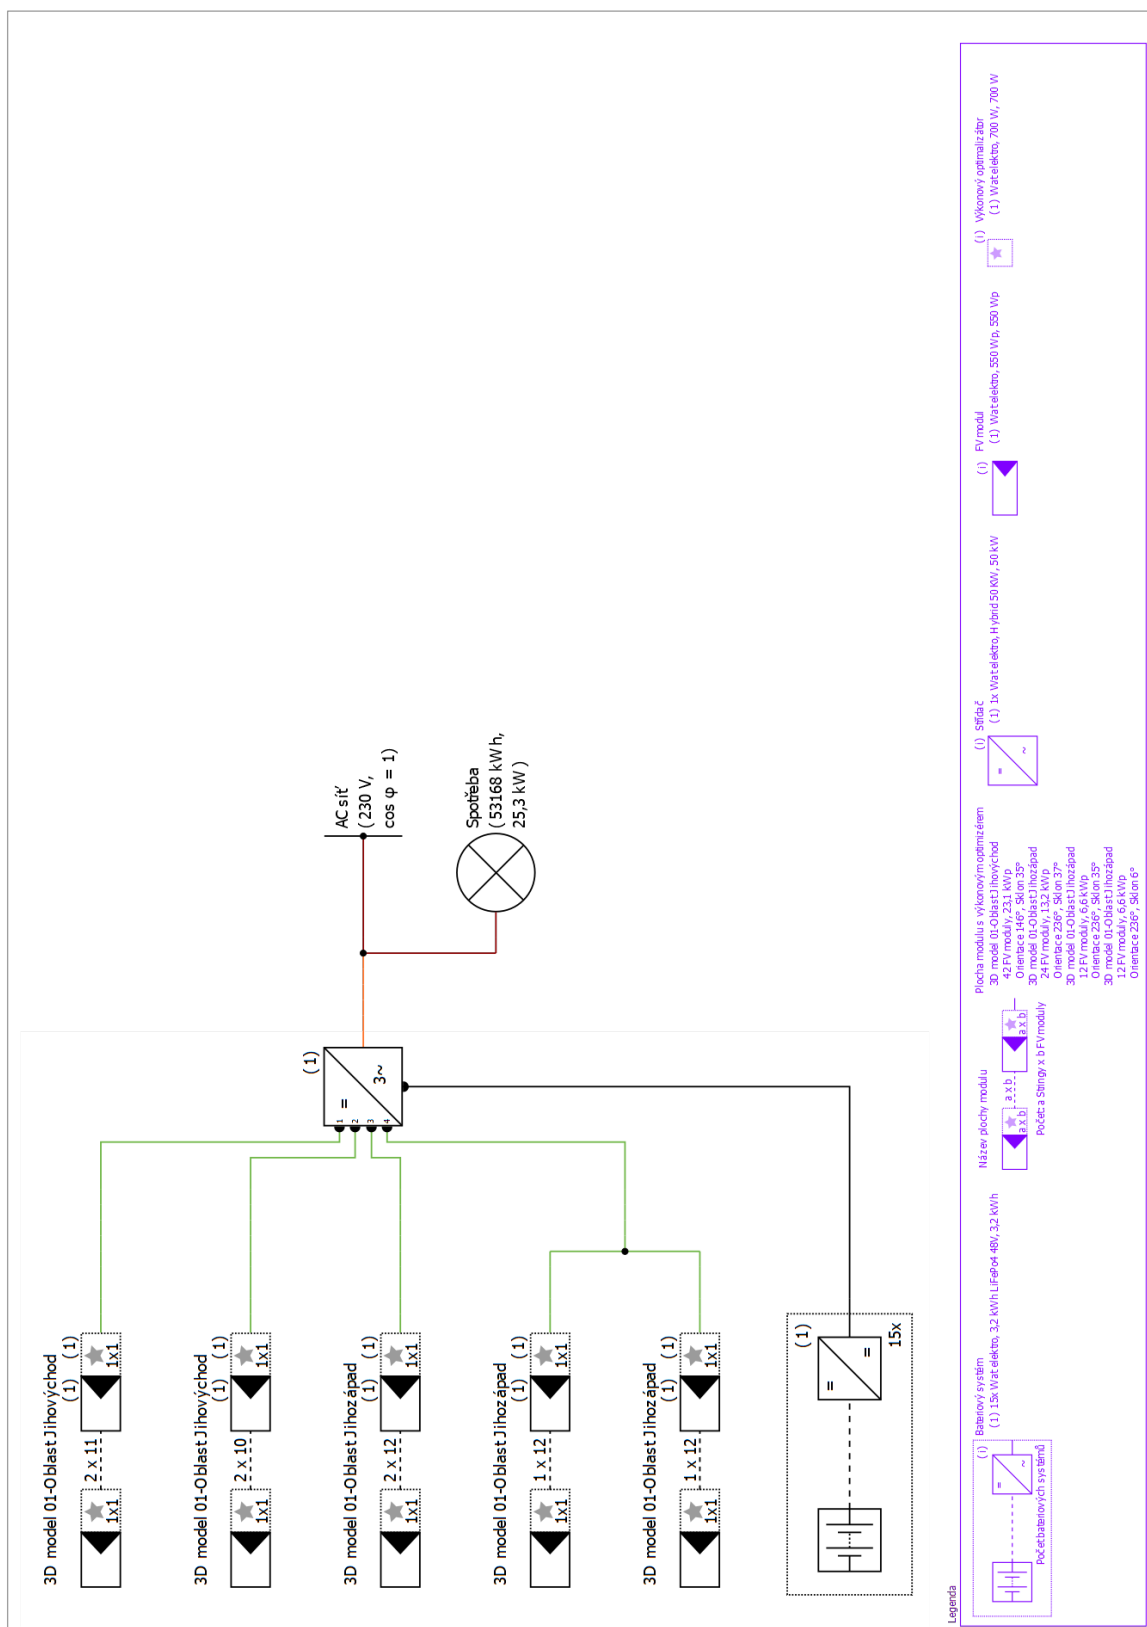 3D model 01-Oblast Jihovýchod
(1)
(1)
2 x 11
1x1
1x1
3D model 01-Oblast Jihovýchod
(1)
(1)
2 x 10
1x1
1x1
3D model 01-Oblast Jihozápad
(1)
(1)
2 x 12
1x1
1x1
3D model 01-Oblast Jihozápad
(1)
(1)
1 x 12
1x1
1x1
3D model 01-Oblast Jihozápad
(1)
(1)
1 x 12
1x1
1x1
(1)
=
3~
1
2
3
4
AC síť
(230 V,
cos φ = 1)
Spotřeba
(53168 kWh,
25,3 kW)
(1)
=
=
15x
Legenda
(i) Bateriový systém
(1) 15x Watelektro, 3,2 kWh LiFePo4 48V, 3,2 kWh
=
~
Počet bateriových systémů
Název plochy modulu
a x b
a x b
a x b
Počet: a Stringy x b FV moduly
Plocha modulu s výkonovým optimizérem
3D model 01-Oblast Jihovýchod
42 FV moduly, 23,1 kWp
Orientace 146°, Sklon 35°
3D model 01-Oblast Jihozápad
24 FV moduly, 13,2 kWp
Orientace 236°, Sklon 37°
3D model 01-Oblast Jihozápad
12 FV moduly, 6,6 kWp
Orientace 236°, Sklon 35°
3D model 01-Oblast Jihozápad
12 FV moduly, 6,6 kWp
Orientace 236°, Sklon 6°
(i) Střídač
(1) 1x Watelektro, Hybrid 50 KW, 50 kW
=
~
(i) FV modul
(1) Watelektro, 550 Wp, 550 Wp
(i) Výkonový optimalizátor
(1) Watelektro, 700 W, 700 W